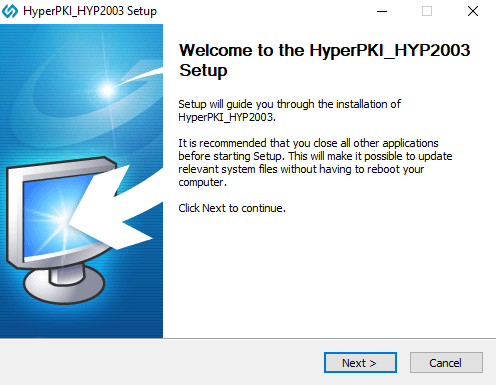 HyperPKI_HYP2003 Setup
Welcome to the HyperPKI_HYP2003
Setup
Setup will guide you through the installation of
HyperPKI_HYP2003.
It is recommended that you close all other applications
before starting Setup. This will make it possible to update
relevant system files without having to reboot your
computer.
Click Next to continue.
Next >
Cancel